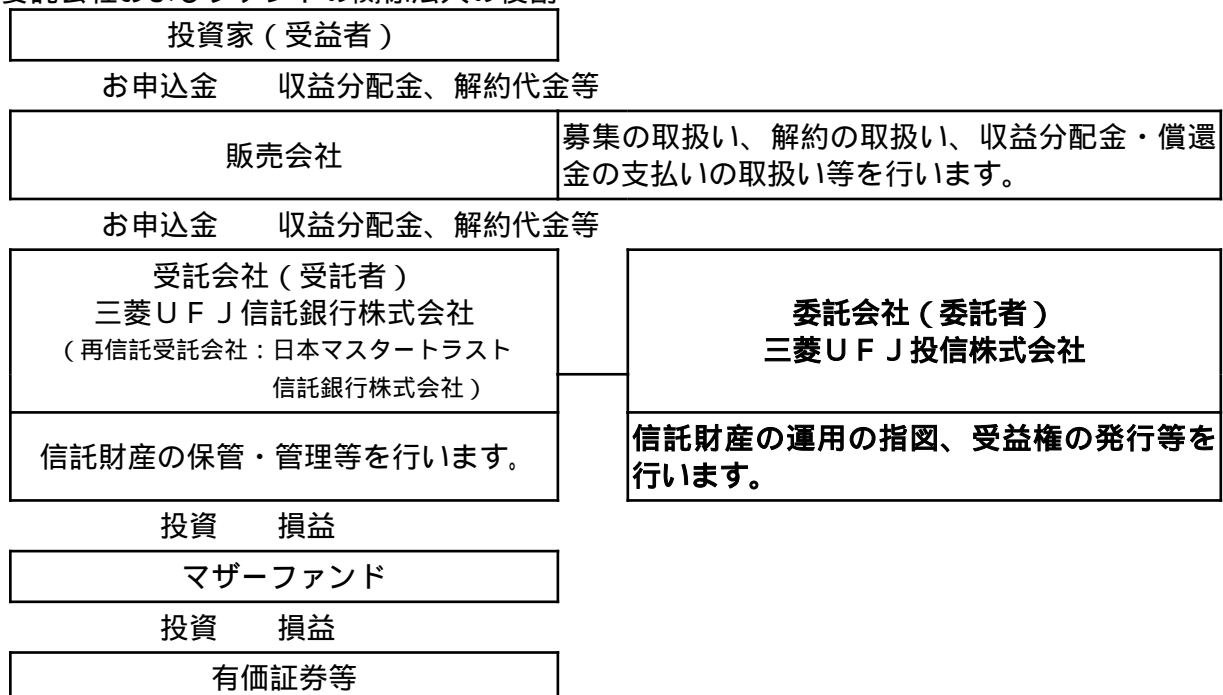 委託会社およびファンドの関係法人の役割
投資家（受益者）
お申込金　収益分配金、解約代金等
販売会社
募集の取扱い、解約の取扱い、収益分配金・償還
金の支払いの取扱い等を行います。
お申込金　収益分配金、解約代金等
受託会社（受託者）
三菱ＵＦＪ信託銀行株式会社
（再信託受託会社：日本マスタートラスト
信託銀行株式会社）
信託財産の保管・管理等を行います。
委託会社（委託者）
三菱ＵＦＪ投信株式会社
信託財産の運用の指図、受益権の発行等を
行います。
投資　損益
マザーファンド
投資　損益
有価証券等